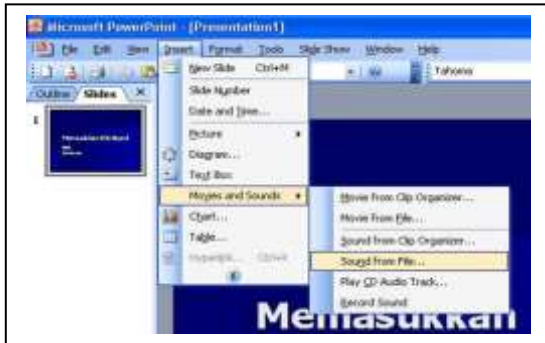 Microsoft PowerPoint - [Presentation1]
File Edit View Insert Format Tools Slide Show Window Help
New Slide Ctrl+M
Tahoma
Outline Slides
Slide Number
Date and Time...
1
Picture
Diagram...
Text Box
Movies and Sounds
Movie from Clip Organizer...
Chart...
Movie from File...
Table...
Sound from Clip Organizer...
Sound from File...
Play CD Audio Track...
Record Sound
Memasukkan